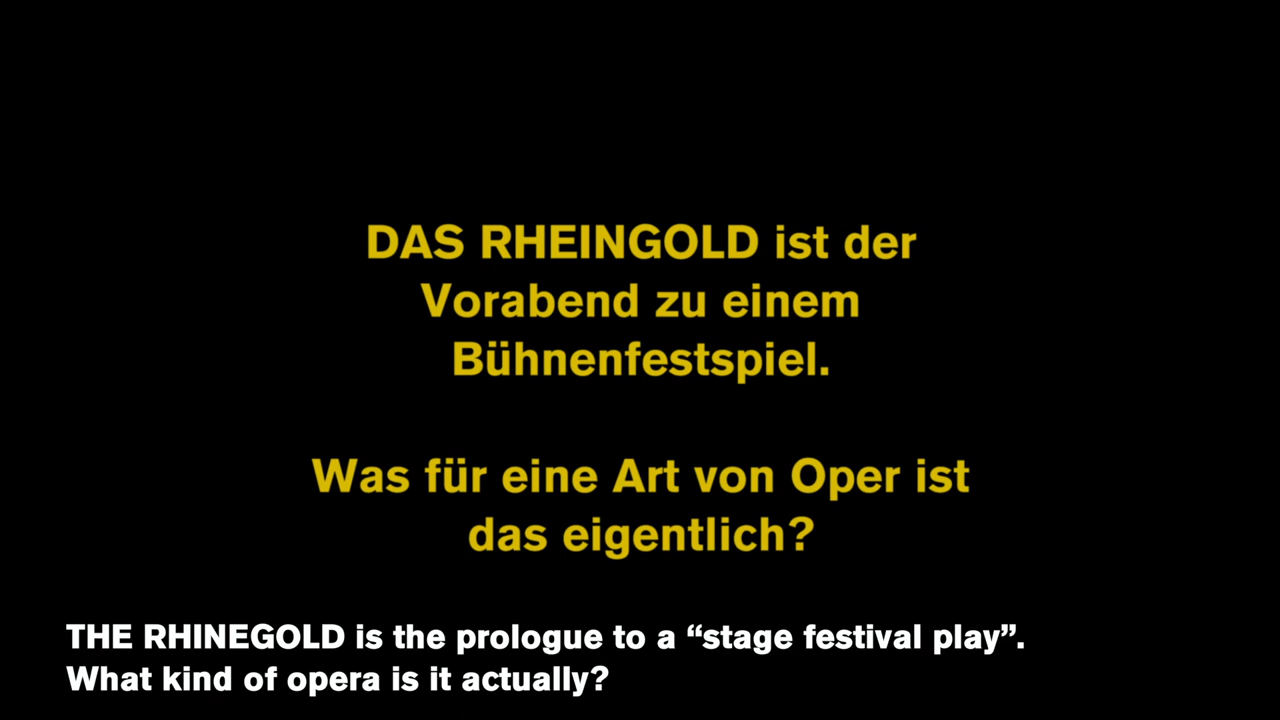 DAS RHEINGOLD ist der
Vorabend zu einem
Bühnenfestspiel.
Was für eine Art von Oper ist
das eigentlich?
THE RHINEGOLD is the prologue to a “stage festival play”.
What kind of opera is it actually?